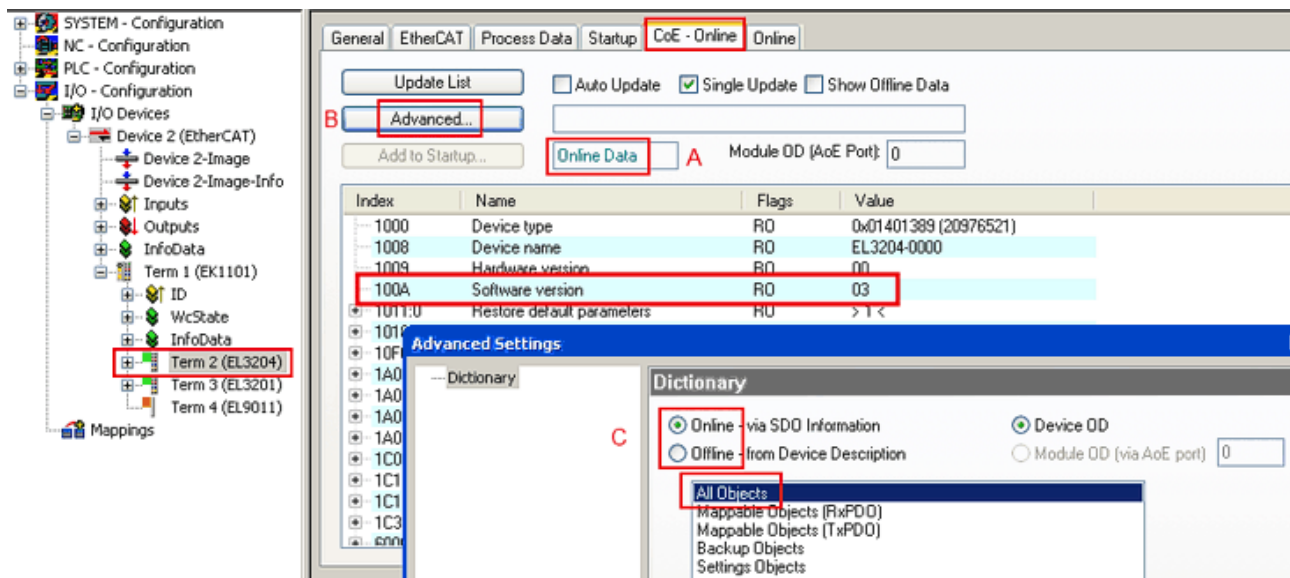 SYSTEM - Configuration
NC - Configuration
PLC - Configuration
I/O - Configuration
I/O Devices
Device 2 (EtherCAT)
Device 2-Image
Device 2-Image-Info
Inputs
Outputs
InfoData
Term 1 (EK1101)
ID
WcState
InfoData
Term 2 (EL3204)
Term 3 (EL3201)
Term 4 (EL9011)
Mappings
General EtherCAT Process Data Startup CoE - Online Online
Update List Auto Update Single Update Show Offline Data
B Advanced...
Add to Startup... Online Data A Module OD (AoE Port): 0
Index Name Flags Value
1000 Device type RO 0x01401389 (20976521)
1008 Device name RO EL3204-0000
1009 Hardware version RO 00
100A Software version RO 03
1011:0 Restore default parameters RO > 1 <
Advanced Settings
Dictionary
Dictionary
C
Online - via SDO Information Device OD
Offline - from Device Description Module OD (via AoE port) 0
All Objects
Mappable Objects (RxPDO)
Mappable Objects (TxPDO)
Backup Objects
Settings Objects